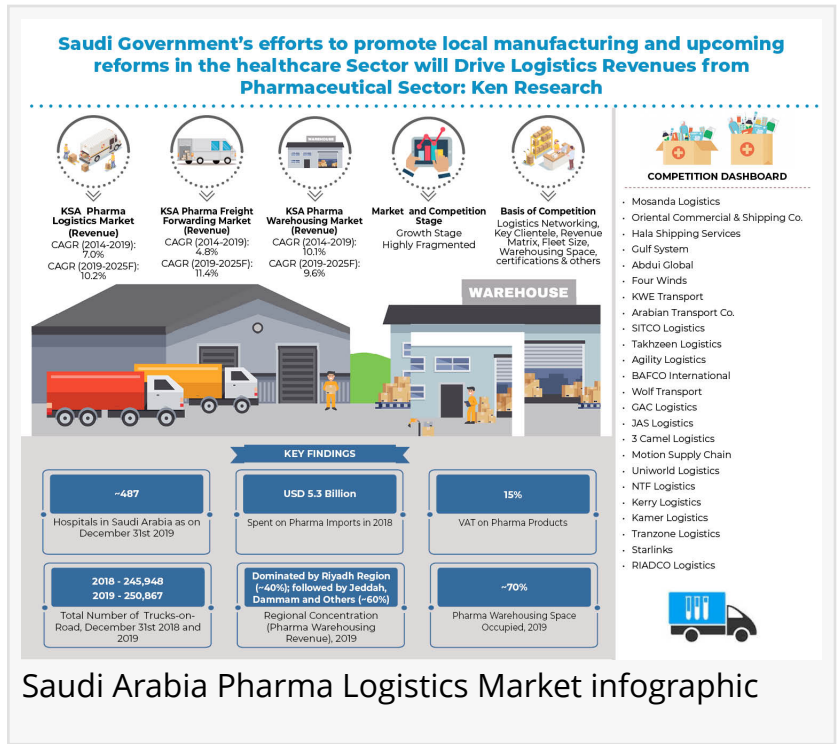 Saudi Government's efforts to promote local manufacturing and upcoming
reforms in the healthcare Sector will Drive Logistics Revenues from
Pharmaceutical Sector: Ken Research
WAREHOUSE
KSA Pharma
Logistics Market
(Revenue)
CAGR (2014-2019):
7.0%
CAGR (2019-2025F):
10.2%
KSA Pharma Freight
Forwarding Market
(Revenue)
CAGR (2014-2019):
4.8%
CAGR (2019-2025F):
11.4%
KSA Pharma
Warehousing Market
(Revenue)
CAGR (2014-2019):
10.1%
CAGR (2019-2025F):
9.6%
Market and Competition
Stage
Growth Stage
Highly Fragmented
Basis of Competition
Logistics Networking,
Key Clientele, Revenue
Matrix, Fleet Size,
Warehousing Space,
certifications & others
WAREHOUSE
KEY FINDINGS
~487
Hospitals in Saudi Arabia as on
December 31st 2019
USD 5.3 Billion
Spent on Pharma Imports in 2018
15%
VAT on Pharma Products
2018 - 245,948
2019 - 250,867
Total Number of Trucks-on-
Road, December 31st 2018 and
2019
Dominated by Riyadh Region
(~40%); followed by Jeddah,
Dammam and Others (~60%)
Regional Concentration
(Pharma Warehousing
Revenue), 2019
~70%
Pharma Warehousing Space
Occupied, 2019
COMPETITION DASHBOARD
· Mosanda Logistics
· Oriental Commercial & Shipping Co.
· Hala Shipping Services
· Gulf System
· Abdui Global
· Four Winds
· KWE Transport
· Arabian Transport Co.
· SITCO Logistics
· Takhzeen Logistics
· Agility Logistics
· BAFCO International
· Wolf Transport
· GAC Logistics
· JAS Logistics
· 3 Camel Logistics
· Motion Supply Chain
· Uniworld Logistics
· NTF Logistics
· Kerry Logistics
· Kamer Logistics
· Tranzone Logistics
· Starlinks
· RIADCO Logistics
Saudi Arabia Pharma Logistics Market infographic